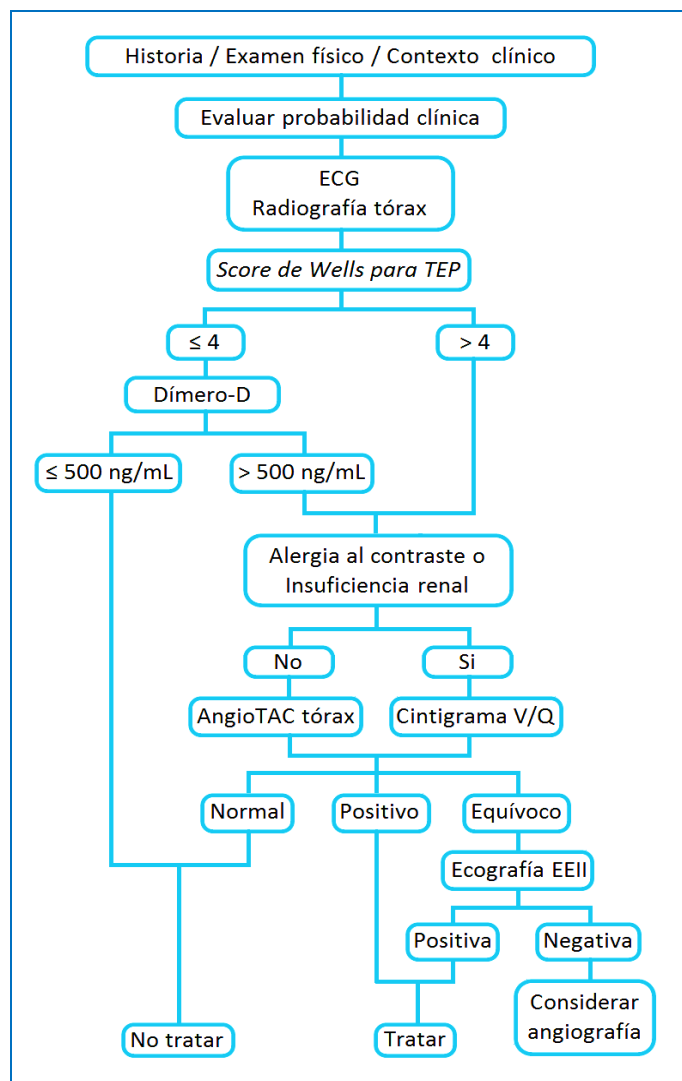 Historia / Examen físico / Contexto clínico
Evaluar probabilidad clínica
ECG
Radiografía tórax
Score de Wells para TEP
≤ 4
> 4
Dímero-D
≤ 500 ng/mL
> 500 ng/mL
Alergia al contraste o
Insuficiencia renal
No
Si
AngioTAC tórax
Cintigrama V/Q
Normal
Positivo
Equívoco
Ecografía EEII
Positiva
Negativa
Considerar
angiografía
No tratar
Tratar